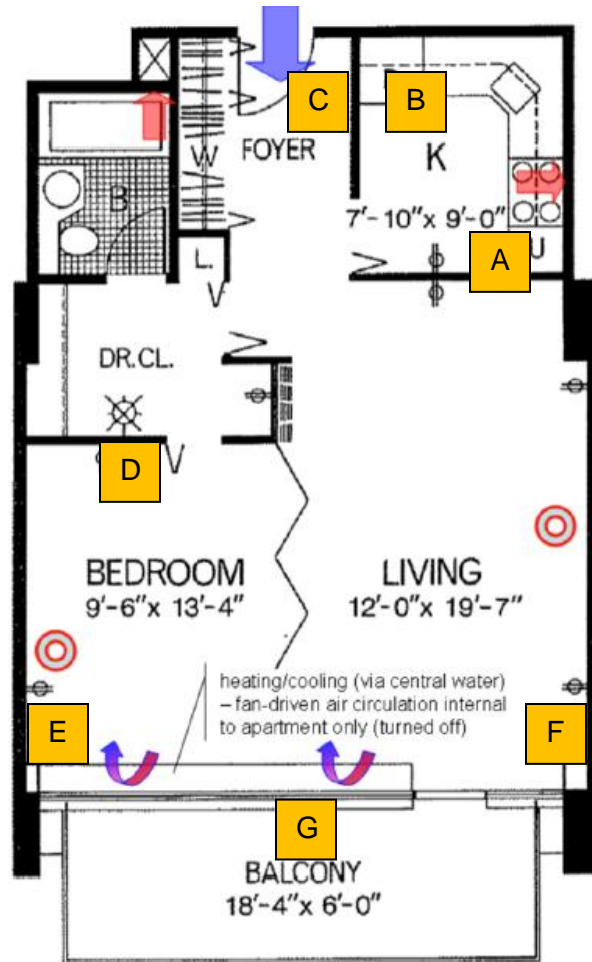 C
B
W
FOYER
K
B
7'-10" x 9'-0"
A
U
L.
DR.CL.
D
BEDROOM
9'-6" x 13'-4"
LIVING
12'-0" x 19'-7"
heating/cooling (via central water)
– fan-driven air circulation internal
to apartment only (turned off)
E
F
G
BALCONY
18'-4" x 6'-0"